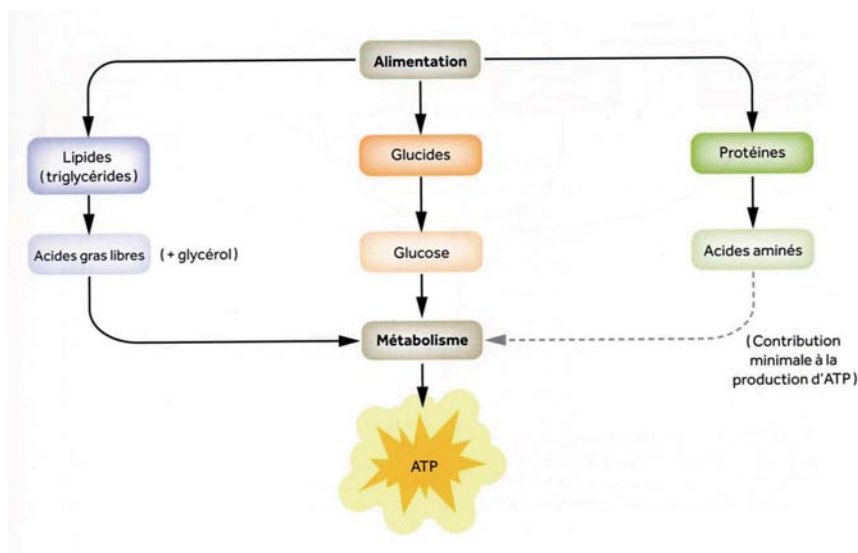 Alimentation
Lipides
(triglycérides)
Glucides
Protéines
Acides gras libres
(+ glycérol)
Glucose
Acides aminés
Métabolisme
(Contribution
minimale à la
production d'ATP)
ATP